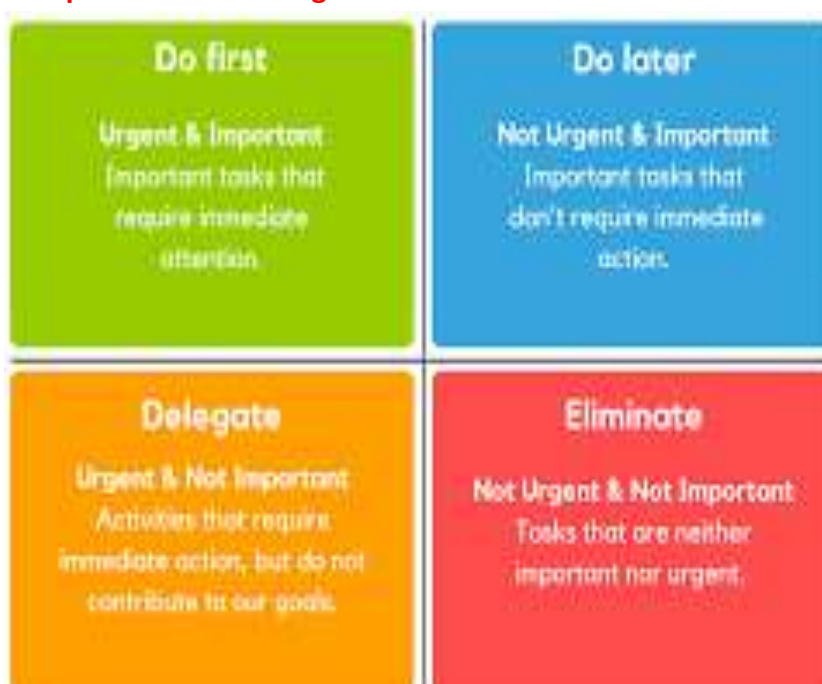 Do first
Urgent & Important
Important tasks that
require immediate
attention.
Do later
Not Urgent & Important
Important tasks that
don't require immediate
action.
Delegate
Urgent & Not Important
Activities that require
immediate action, but do not
contribute to our goals.
Eliminate
Not Urgent & Not Important
Tasks that are neither
important nor urgent.